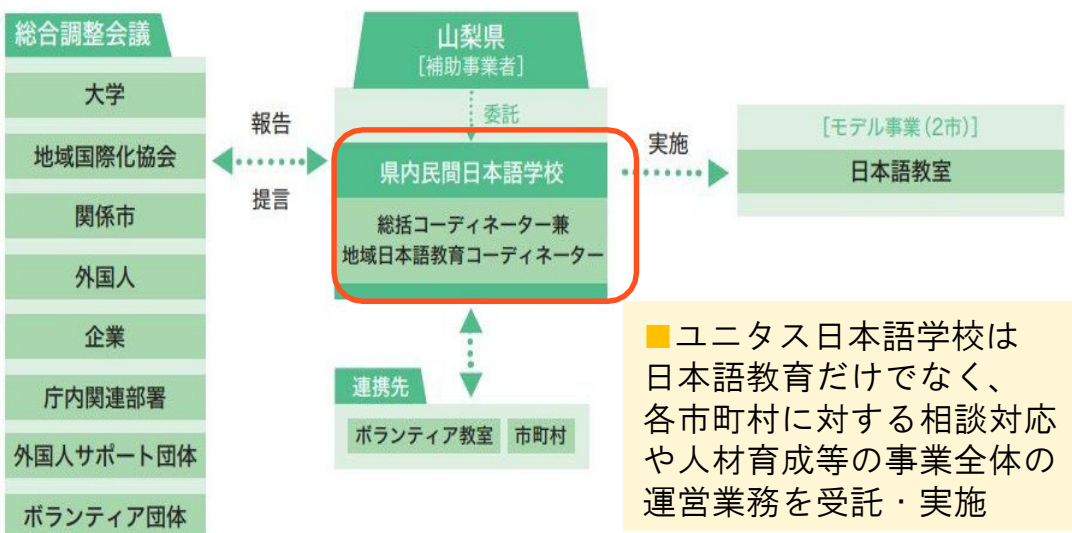 総合調整会議
大学
地域国際化協会
関係市
外国人
企業
庁内関連部署
外国人サポート団体
ボランティア団体
報告
提言
山梨県
[補助事業者]
委託
県内民間日本語学校
総括コーディネーター兼
地域日本語教育コーディネーター
連携先
ボランティア教室
市町村
実施
[モデル事業(2市)]
日本語教室
■ユニタス日本語学校は
日本語教育だけでなく、
各市町村に対する相談対応
や人材育成等の事業全体の
運営業務を受託・実施